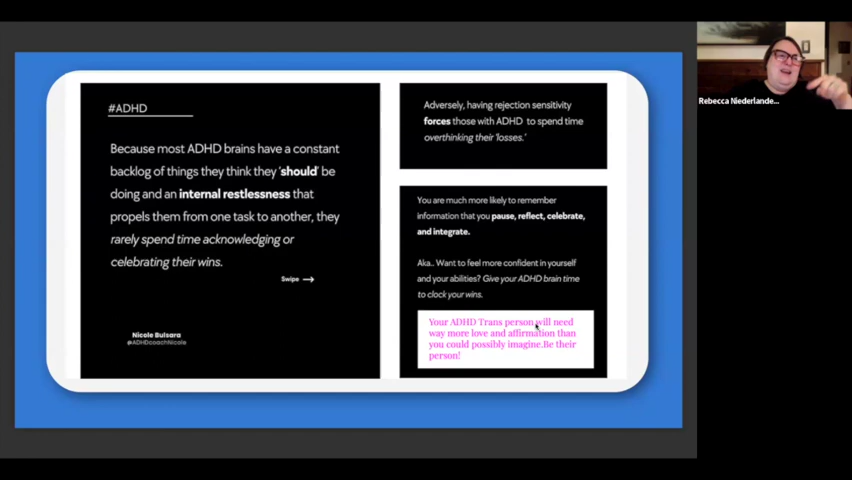 #ADHD
Because most ADHD brains have a constant
backlog of things they think they 'should' be
doing and an internal restlessness that
propels them from one task to another, they
rarely spend time acknowledging or
celebrating their wins.
Swipe
Nicole Bulsara
@ADHDcoachNicole
Adversely, having rejection sensitivity
forces those with ADHD to spend time
overthinking their 'losses.'
You are much more likely to remember
information that you pause, reflect, celebrate,
and integrate.
Aka.. Want to feel more confident in yourself
and your abilities? Give your ADHD brain time
to clock your wins.
Your ADHD Trans person will need
way more love and affirmation than
you could possibly imagine.Be their
person!
Rebecca Niederlande...